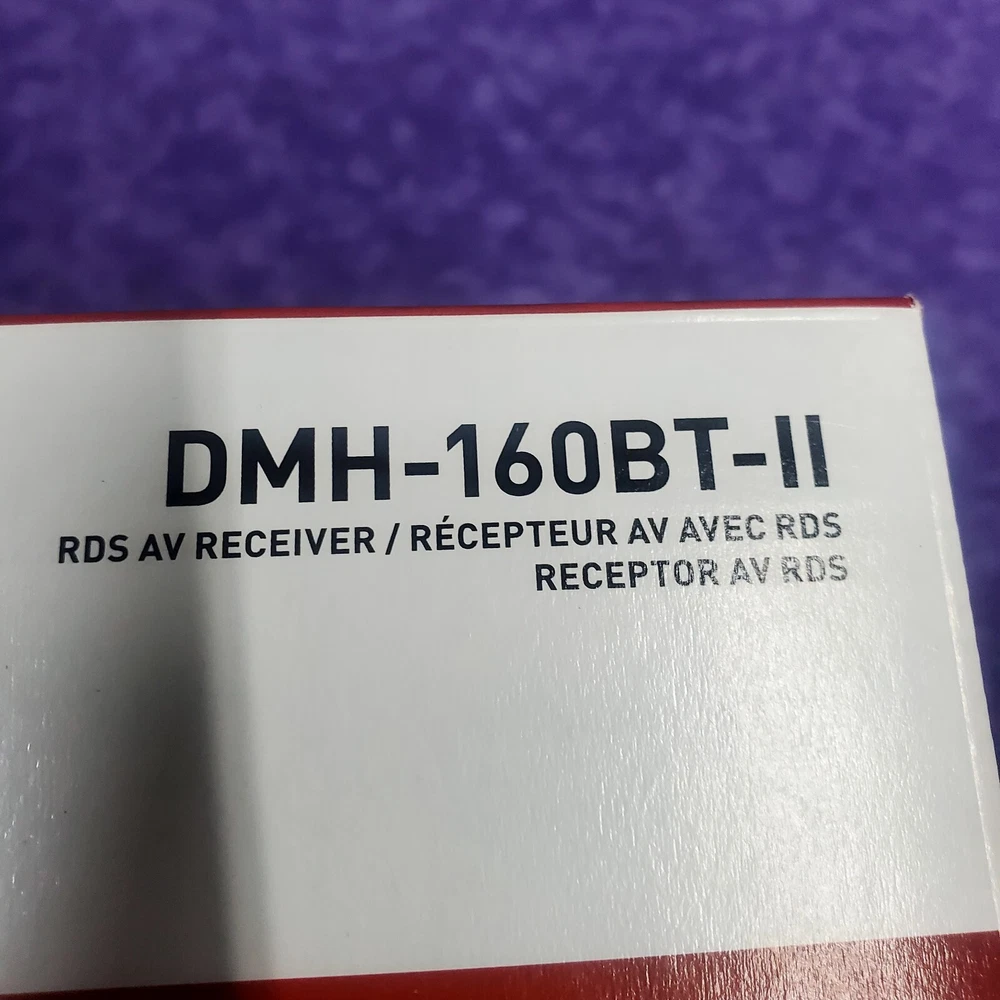 DMH-160BT-II
RDS AV RECEIVER / RÉCEPTEUR AV AVEC RDS
RECEPTOR AV RDS